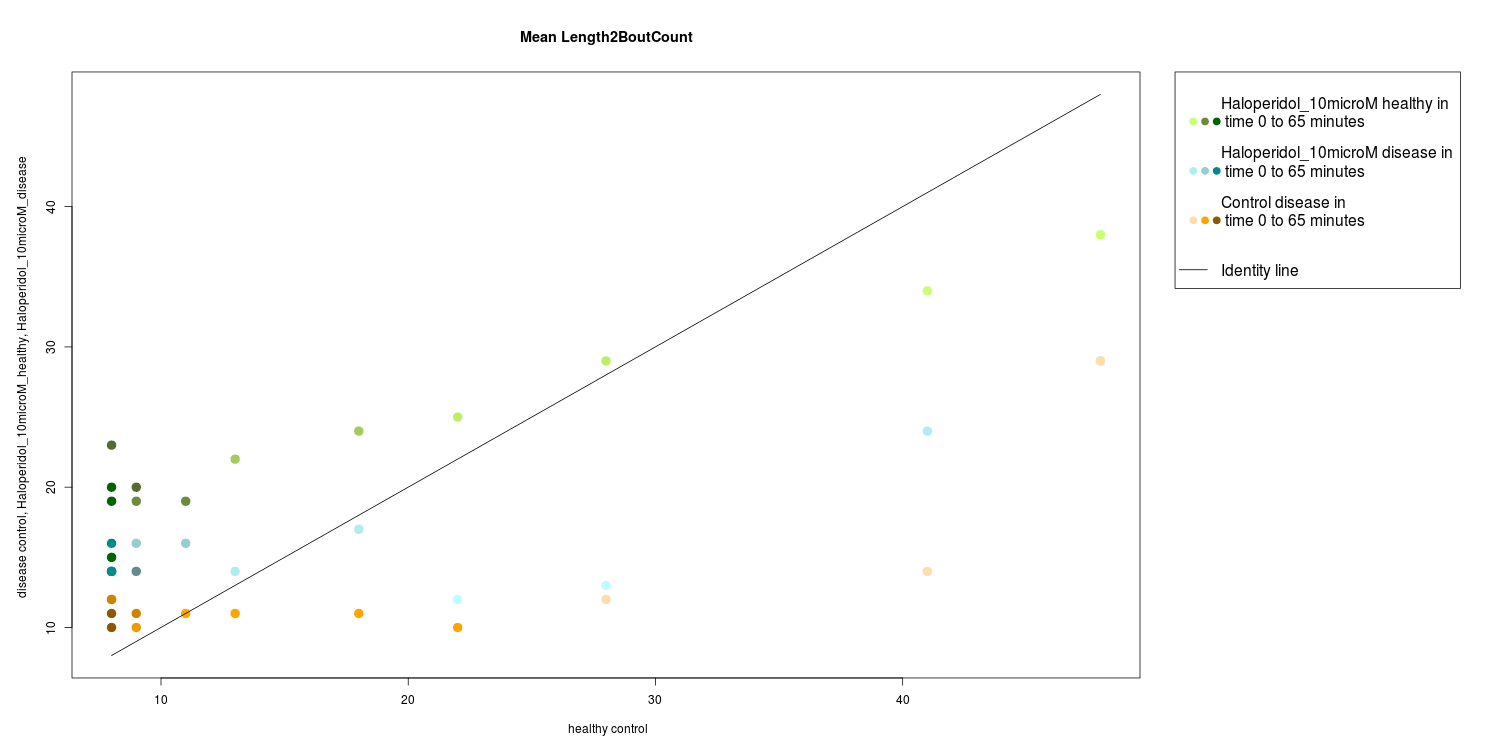 Mean Length2BoutCount
disease control, Haloperidol_10microM_healthy, Haloperidol_10microM_disease
40
30
20
10
10 20 30 40
healthy control
Haloperidol_10microM healthy in
time 0 to 65 minutes
Haloperidol_10microM disease in
time 0 to 65 minutes
Control disease in
time 0 to 65 minutes
Identity line